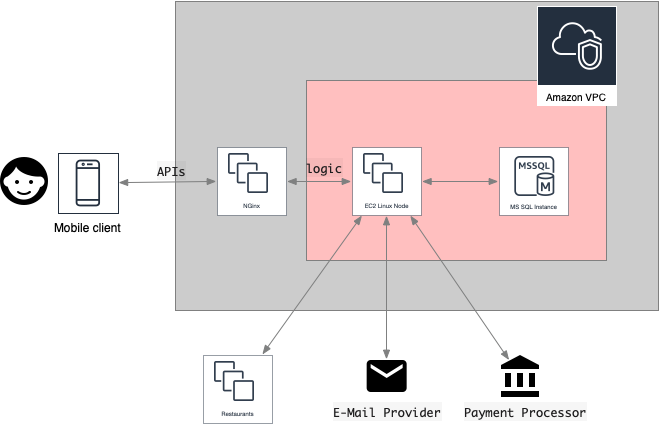 Amazon VPC
MSSQL
M
APIs
logic
NGinx
EC2 Linux Node
MS SQL Instance
Mobile client
Restaurants
E-Mail Provider
Payment Processor